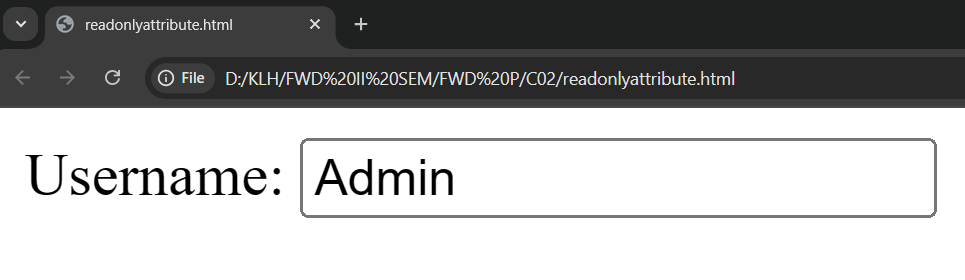 readonlyattribute.html
File D:/KLH/FWD%20II%20SEM/FWD%20P/C02/readonlyattribute.html
Username: Admin